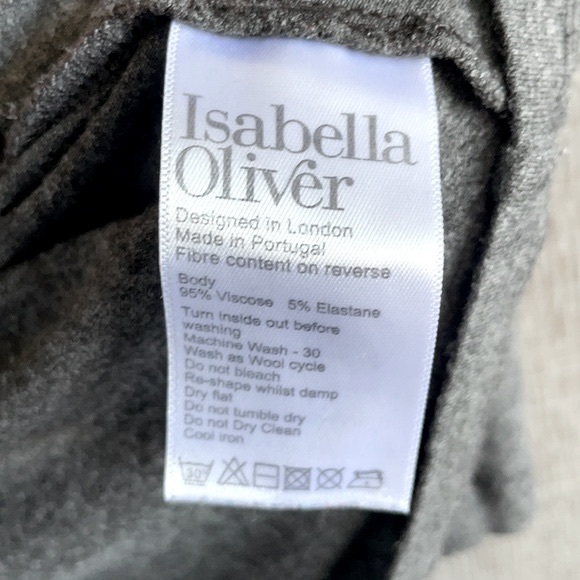 Isabella
Oliver
Designed in London
Made in Portugal
Fibre content on reverse
Body
95% Viscose 5% Elastane
Turn inside out before
washing
Machine Wash - 30
Wash as Wool cycle
Do not bleach
Re-shape whilst damp
Dry flat
Do not tumble dry
Do not Dry Clean
Cool iron
30°